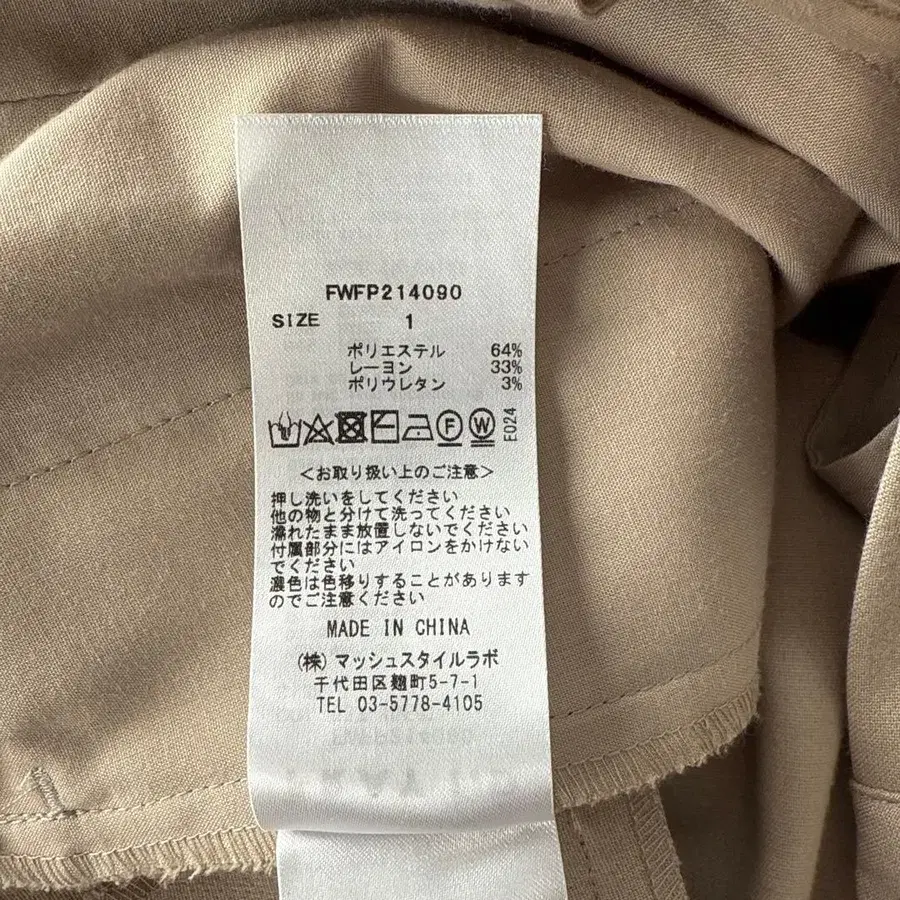 FWFP214090
SIZE 1
ポリエステル 64%
レーヨン 33%
ポリウレタン 3%
F W E024
＜お取り扱い上のご注意＞
押し洗いをしてください
他の物と分けて洗ってください
濡れたまま放置しないでください
付属部分にはアイロンをかけない
でください
濃色は色移りすることがあります
のでご注意ください
MADE IN CHINA
(株) マッシュスタイルラボ
千代田区麹町5-7-1
TEL 03-5778-4105